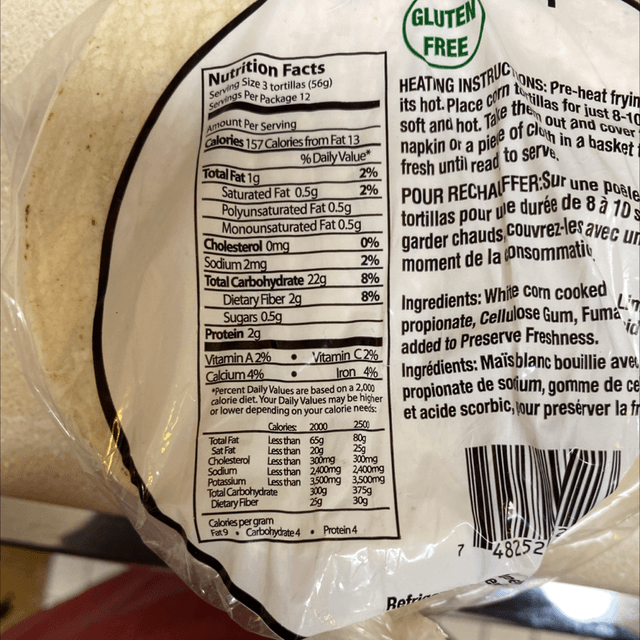 GLUTEN
FREE
Nutrition Facts
Serving Size 3 tortillas (56g)
Servings Per Package 12
Amount Per Serving
Calories 157 Calories from Fat 13
% Daily Value*
Total Fat 1g 2%
Saturated Fat 0.5g 2%
Polyunsaturated Fat 0.5g
Monounsaturated Fat 0.5g
Cholesterol 0mg 0%
Sodium 2mg 2%
Total Carbohydrate 22g 8%
Dietary Fiber 2g 8%
Sugars 0.5g
Protein 2g
Vitamin A 2% • Vitamin C 2%
Calcium 4% • Iron 4%
*Percent Daily Values are based on a 2,000
calorie diet. Your Daily Values may be higher
or lower depending on your calorie needs:
Calories: 2000 2500
Total Fat Less than 65g 80g
Sat Fat Less than 20g 25g
Cholesterol Less than 300mg 300mg
Sodium Less than 2,400mg 2,400mg
Potassium Less than 3,500mg 3,500mg
Total Carbohydrate 300g 375g
Dietary Fiber 25g 30g
Calories per gram
Fat 9 • Carbohydrate 4 • Protein 4
HEATING INSTRUCTIONS: Pre-heat fryin
its hot. Place corn tortillas for just 8-10
soft and hot. Take them out and cover
napkin or a piece of cloth in a basket
fresh until read to serve.
POUR RECHAUFFER:Sur une poêle
tortillas pour une durée de 8 à 10 s
garder chauds, couvrez-les avec un
moment de la consommatio
Ingredients: White corn cooked Lim
propionate, Cellulose Gum, Fuma
added to Preserve Freshness.
Ingrédients: Maïs blanc bouillie avec
propionate de sodium, gomme de ce
et acide scorbic, pour presérver la fr
7 48252
Refrig